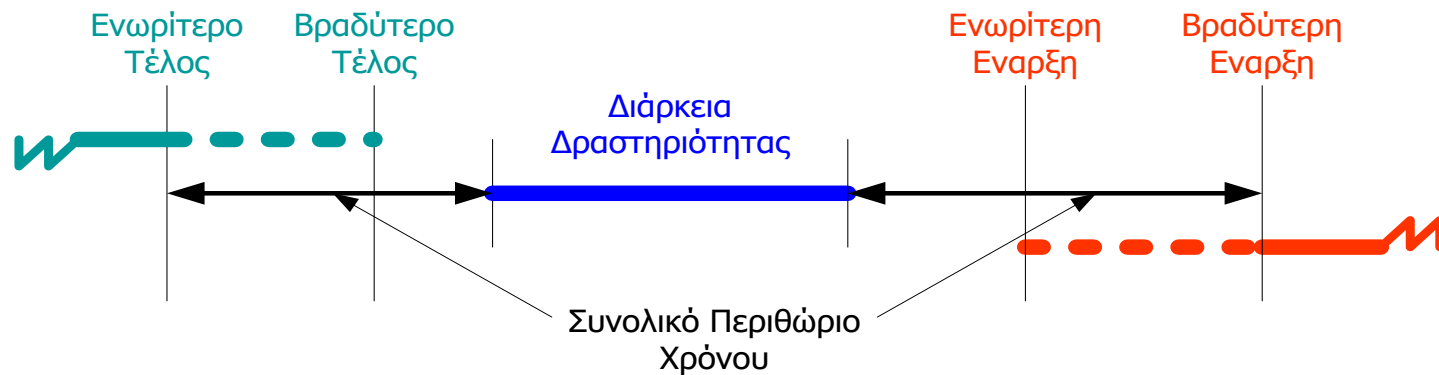 Ενωρίτερο
Τέλος
Βραδύτερο
Τέλος
Ενωρίτερη
Εναρξη
Βραδύτερη
Εναρξη
Διάρκεια
Δραστηριότητας
Συνολικό Περιθώριο
Χρόνου